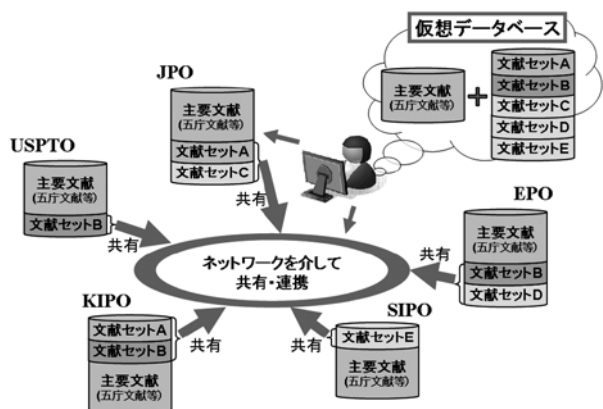 仮想データベース
主要文献
(五庁文献等)
+
文献セットA
文献セットB
文献セットC
文献セットD
文献セットE
JPO
主要文献
(五庁文献等)
文献セットA
文献セットC
共有
USPTO
主要文献
(五庁文献等)
文献セットB
共有
EPO
主要文献
(五庁文献等)
文献セットB
文献セットD
共有
ネットワークを介して
共有・連携
KIPO
文献セットA
文献セットB
主要文献
(五庁文献等)
共有
SIPO
文献セットE
主要文献
(五庁文献等)
共有